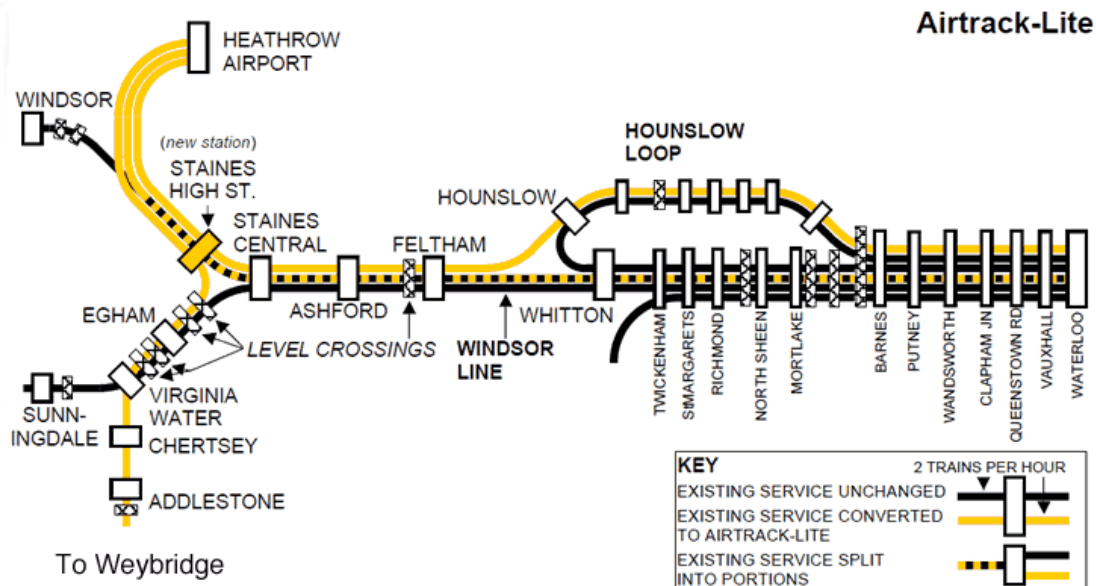 Airtrack-Lite
HEATHROW
AIRPORT
WINDSOR
(new station)
STAINES
HIGH ST.
HOUNSLOW
LOOP
HOUNSLOW
STAINES
CENTRAL
FELTHAM
EGHAM
ASHFORD
WHITTON
LEVEL CROSSINGS
WINDSOR
LINE
TWICKENHAM
StMARGARETS
RICHMOND
NORTH SHEEN
MORTLAKE
BARNES
PUTNEY
WANDSWORTH
CLAPHAM JN
QUEENSTOWN RD
VAUXHALL
WATERLOO
SUNN-
INGDALE
VIRGINIA
WATER
CHERTSEY
ADDLESTONE
To Weybridge
KEY
2 TRAINS PER HOUR
EXISTING SERVICE UNCHANGED
EXISTING SERVICE CONVERTED
TO AIRTRACK-LITE
EXISTING SERVICE SPLIT
INTO PORTIONS